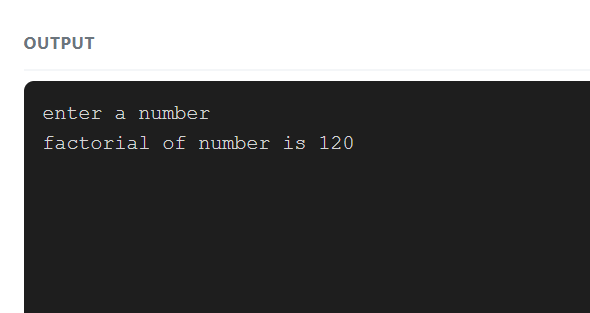 OUTPUT
enter a number
factorial of number is 120